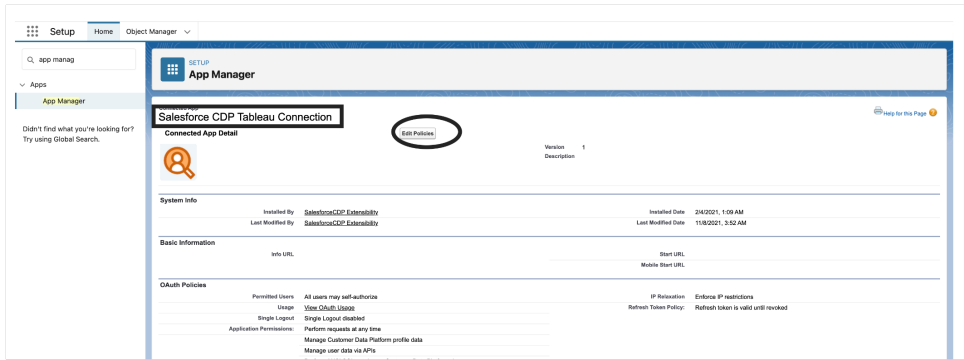 Setup Home Object Manager
app manag
Apps
App Manager
Didn't find what you're looking for?
Try using Global Search.
SETUP
App Manager
Connected App
Salesforce CDP Tableau Connection
Help for this Page
Connected App Detail
Edit Policies
Version 1
Description
System Info
Installed By SalesforceCDP Extensibility Installed Date 2/4/2021, 1:09 AM
Last Modified By SalesforceCDP Extensibility Last Modified Date 11/8/2021, 3:52 AM
Basic Information
Info URL Start URL
Mobile Start URL
OAuth Policies
Permitted Users All users may self-authorize IP Relaxation Enforce IP restrictions
Usage View OAuth Usage Refresh Token Policy: Refresh token is valid until revoked
Single Logout Single Logout disabled
Application Permissions: Perform requests at any time
Manage Customer Data Platform profile data
Manage user data via APIs